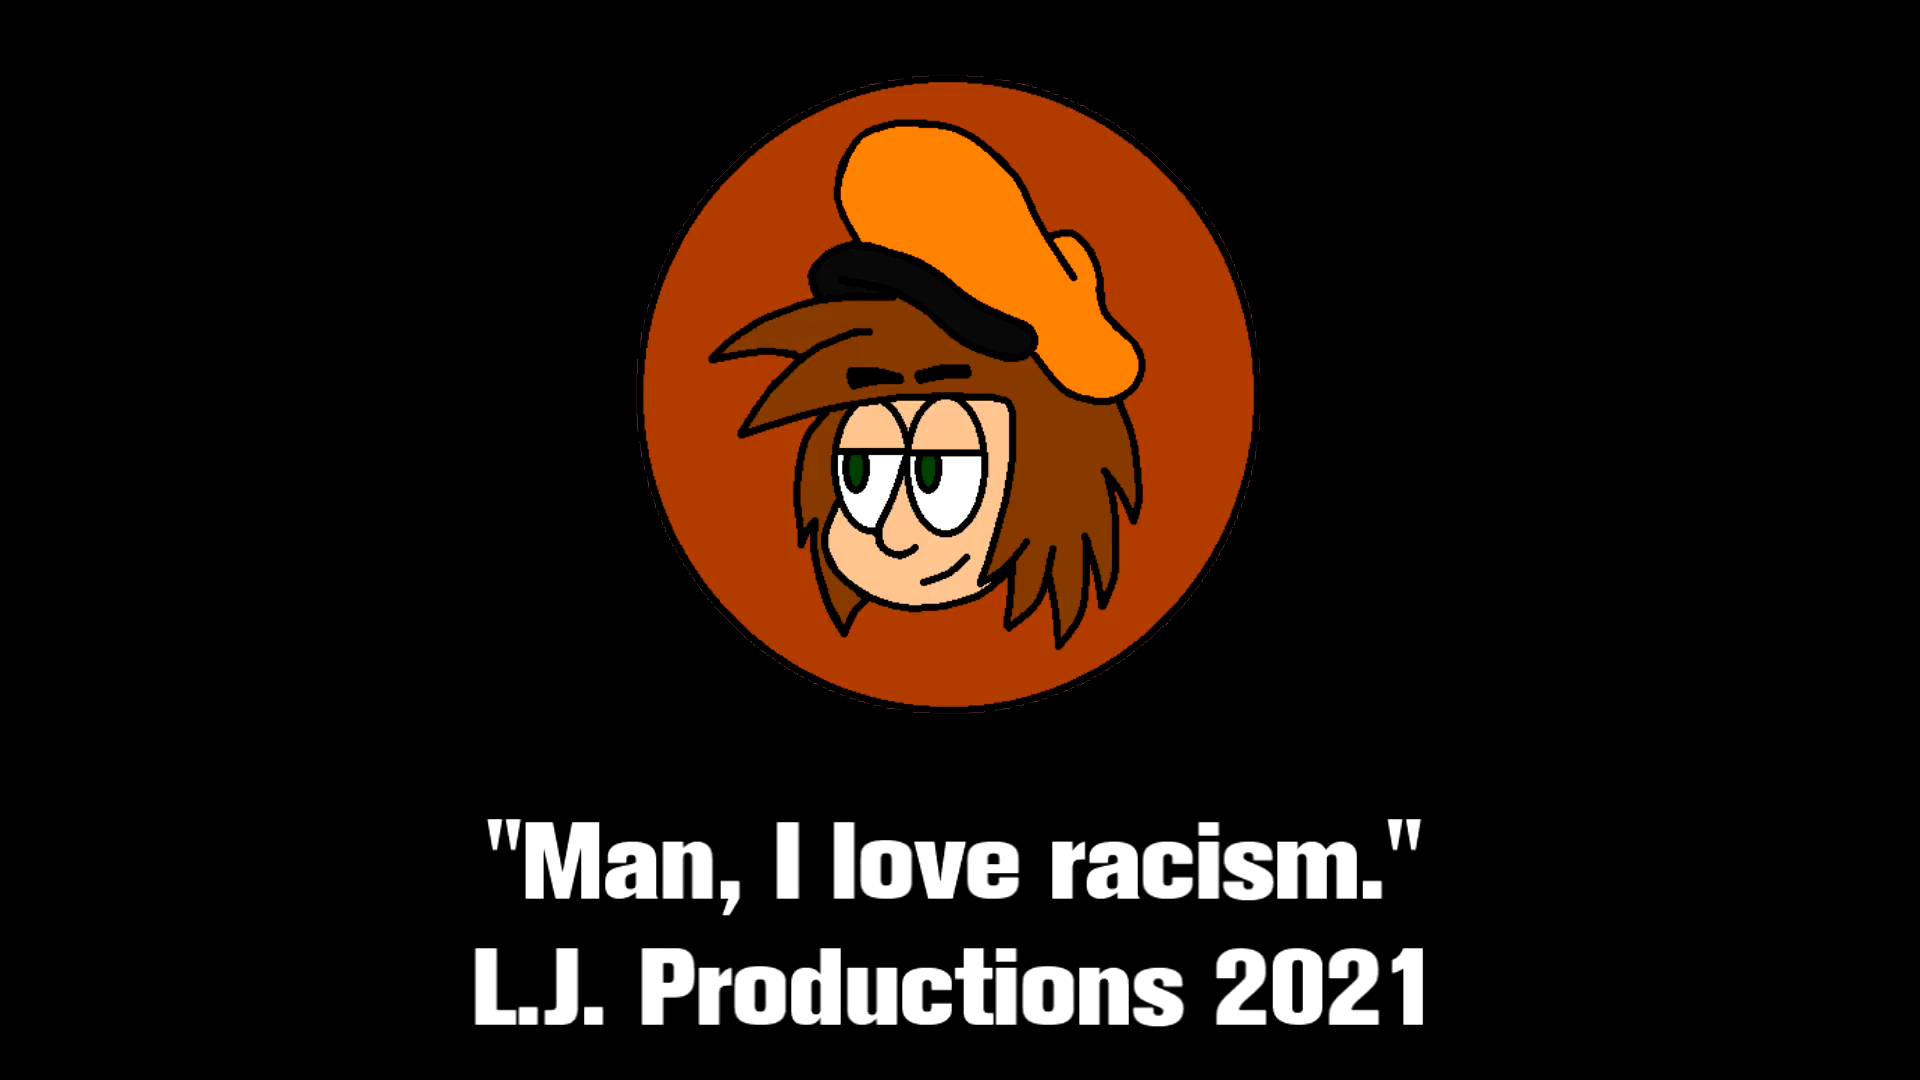 "Man, I love racism."
L.J. Productions 2021